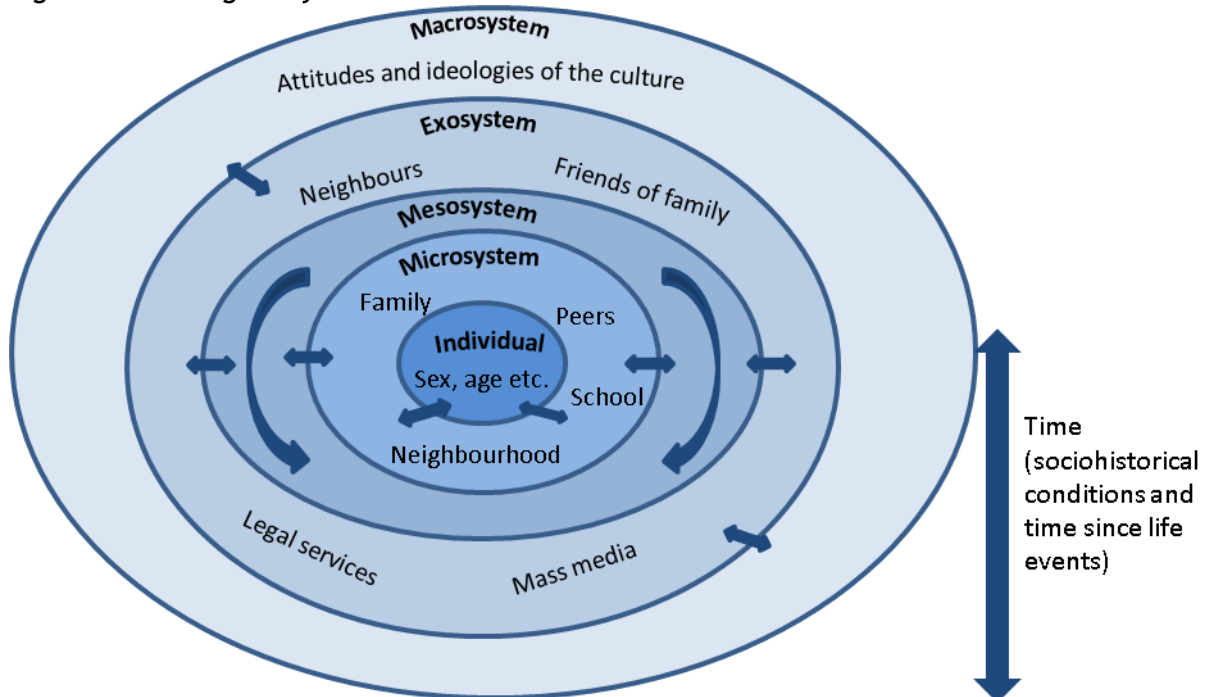 Macrosystem
Attitudes and ideologies of the culture
Exosystem
Neighbours
Friends of family
Mesosystem
Microsystem
Family
Peers
Individual
Sex, age etc.
School
Neighbourhood
Legal services
Mass media
Time
(sociohistorical
conditions and
time since life
events)